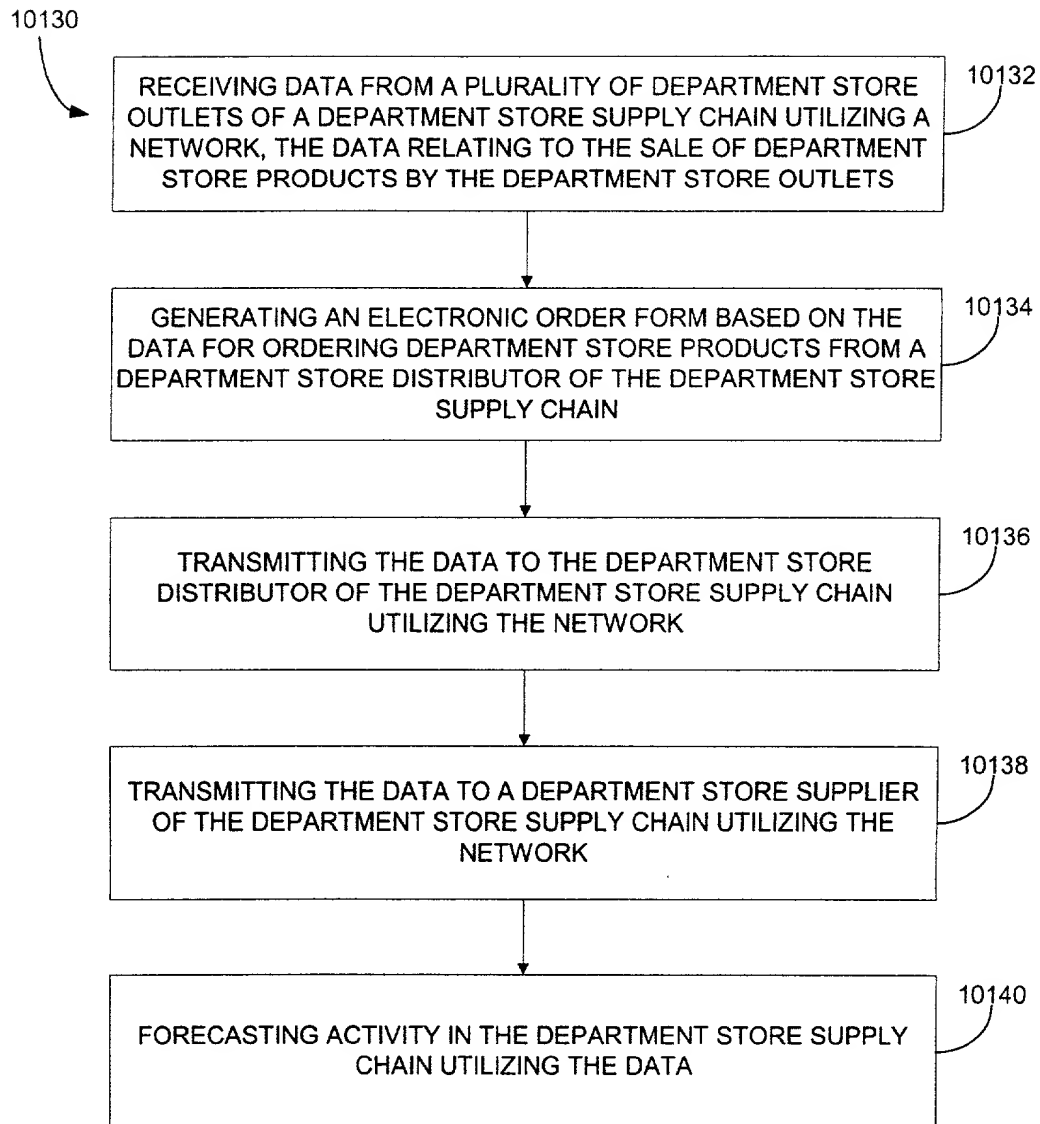 10130
RECEIVING DATA FROM A PLURALITY OF DEPARTMENT STORE
OUTLETS OF A DEPARTMENT STORE SUPPLY CHAIN UTILIZING A
NETWORK, THE DATA RELATING TO THE SALE OF DEPARTMENT
STORE PRODUCTS BY THE DEPARTMENT STORE OUTLETS
10132
GENERATING AN ELECTRONIC ORDER FORM BASED ON THE
DATA FOR ORDERING DEPARTMENT STORE PRODUCTS FROM A
DEPARTMENT STORE DISTRIBUTOR OF THE DEPARTMENT STORE
SUPPLY CHAIN
10134
TRANSMITTING THE DATA TO THE DEPARTMENT STORE
DISTRIBUTOR OF THE DEPARTMENT STORE SUPPLY CHAIN
UTILIZING THE NETWORK
10136
TRANSMITTING THE DATA TO A DEPARTMENT STORE SUPPLIER
OF THE DEPARTMENT STORE SUPPLY CHAIN UTILIZING THE
NETWORK
10138
FORECASTING ACTIVITY IN THE DEPARTMENT STORE SUPPLY
CHAIN UTILIZING THE DATA
10140